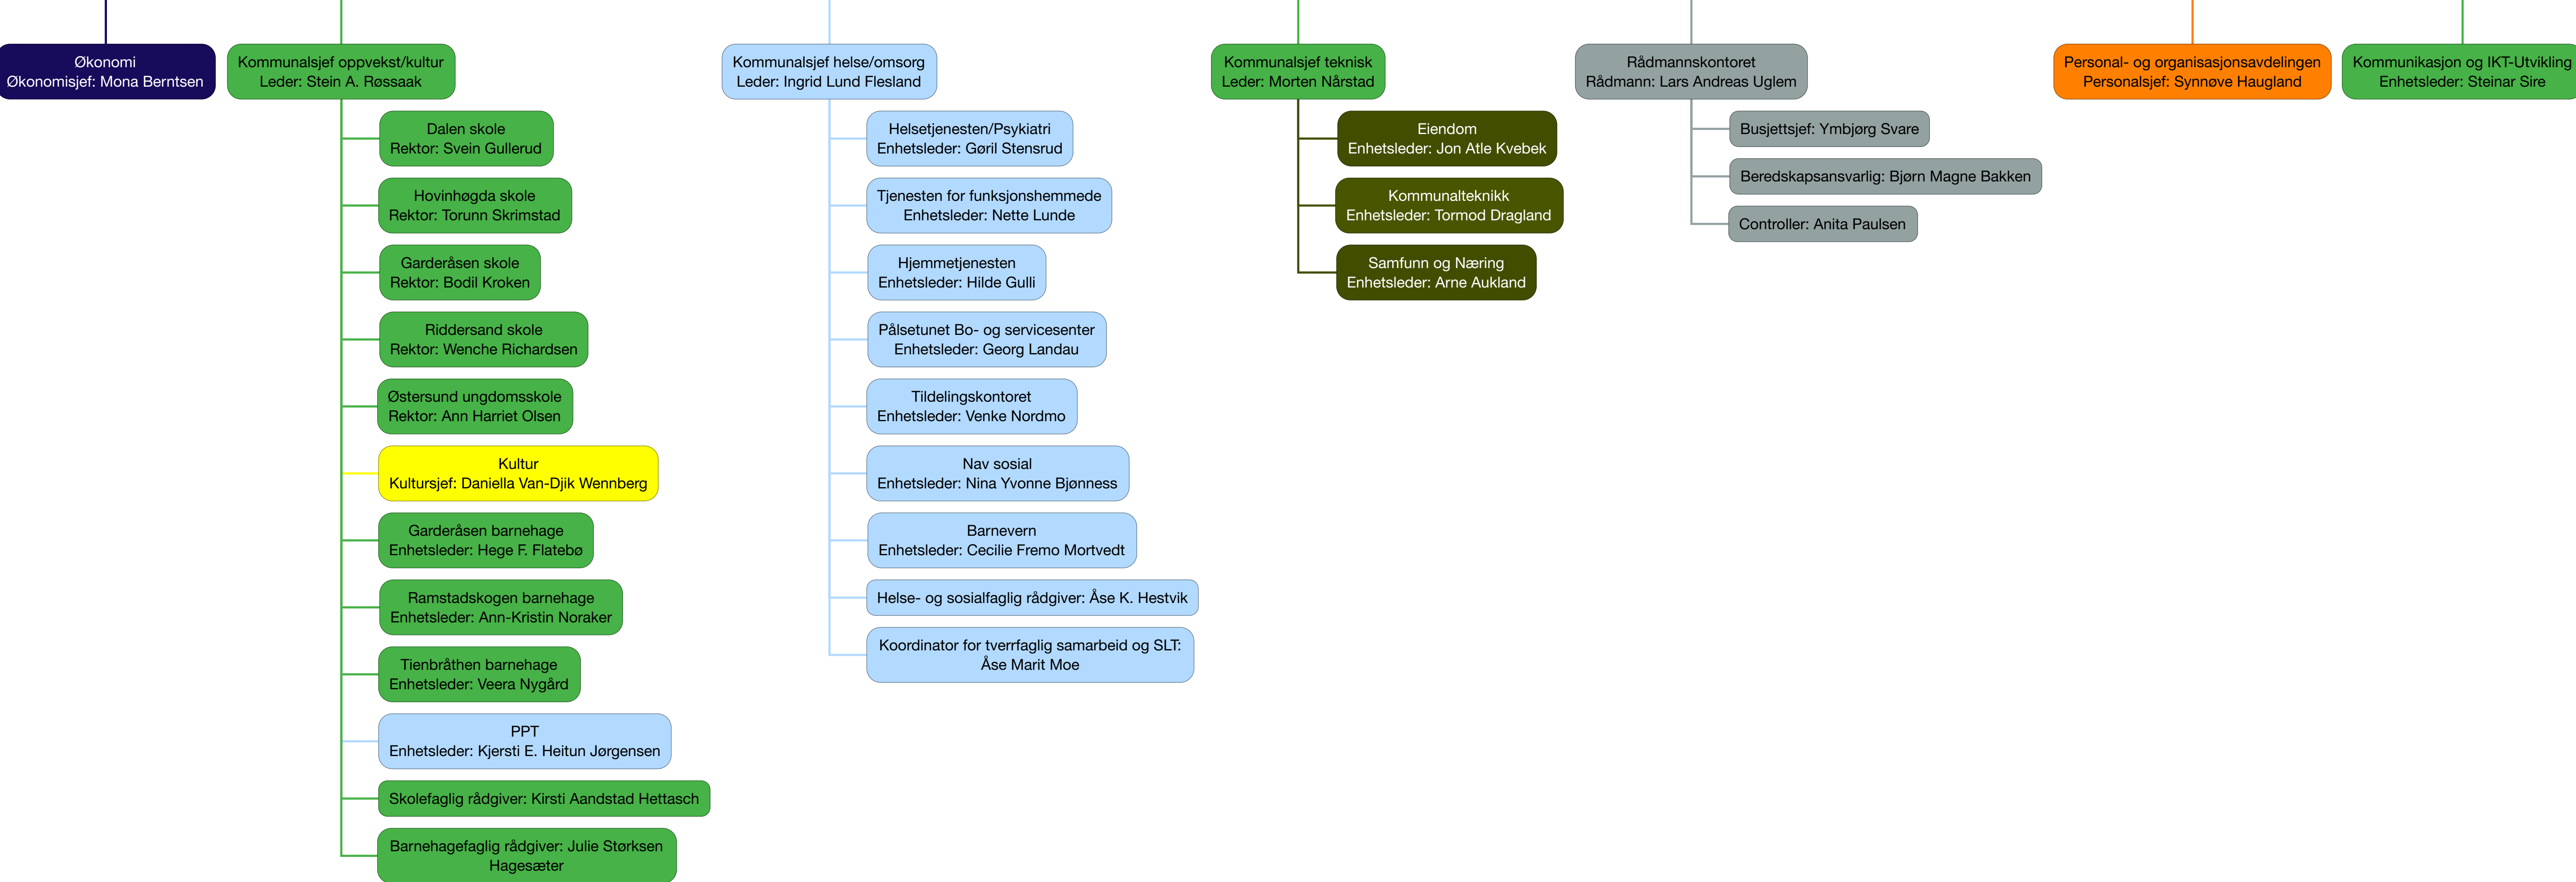 Økonomi
Økonomisjef: Mona Berntsen
Kommunalsjef oppvekst/kultur
Leder: Stein A. Røssaak
Dalen skole
Rektor: Svein Gullerud
Hovinhøgda skole
Rektor: Torunn Skrimstad
Garderåsen skole
Rektor: Bodil Kroken
Riddersand skole
Rektor: Wenche Richardsen
Østersund ungdomsskole
Rektor: Ann Harriet Olsen
Kultur
Kultursjef: Daniella Van-Djik Wennberg
Garderåsen barnehage
Enhetsleder: Hege F. Flatebø
Ramstadskogen barnehage
Enhetsleder: Ann-Kristin Noraker
Tienbråthen barnehage
Enhetsleder: Veera Nygård
PPT
Enhetsleder: Kjersti E. Heitun Jørgensen
Skolefaglig rådgiver: Kirsti Aandstad Hettasch
Barnehagefaglig rådgiver: Julie Størksen
Hagesæter
Kommunalsjef helse/omsorg
Leder: Ingrid Lund Flesland
Helsetjenesten/Psykiatri
Enhetsleder: Gøril Stensrud
Tjenesten for funksjonshemmede
Enhetsleder: Nette Lunde
Hjemmetjenesten
Enhetsleder: Hilde Gulli
Pålsetunet Bo- og servicesenter
Enhetsleder: Georg Landau
Tildelingskontoret
Enhetsleder: Venke Nordmo
Nav sosial
Enhetsleder: Nina Yvonne Bjønness
Barnevern
Enhetsleder: Cecilie Fremo Mortvedt
Helse- og sosialfaglig rådgiver: Åse K. Hestvik
Koordinator for tverrfaglig samarbeid og SLT:
Åse Marit Moe
Kommunalsjef teknisk
Leder: Morten Nårstad
Eiendom
Enhetsleder: Jon Atle Kvebek
Kommunalteknikk
Enhetsleder: Tormod Dragland
Samfunn og Næring
Enhetsleder: Arne Aukland
Rådmannskontoret
Rådmann: Lars Andreas Uglem
Busjettsjef: Ymbjørg Svare
Beredskapsansvarlig: Bjørn Magne Bakken
Controller: Anita Paulsen
Personal- og organisasjonsavdelingen
Personalsjef: Synnøve Haugland
Kommunikasjon og IKT-Utvikling
Enhetsleder: Steinar Sire